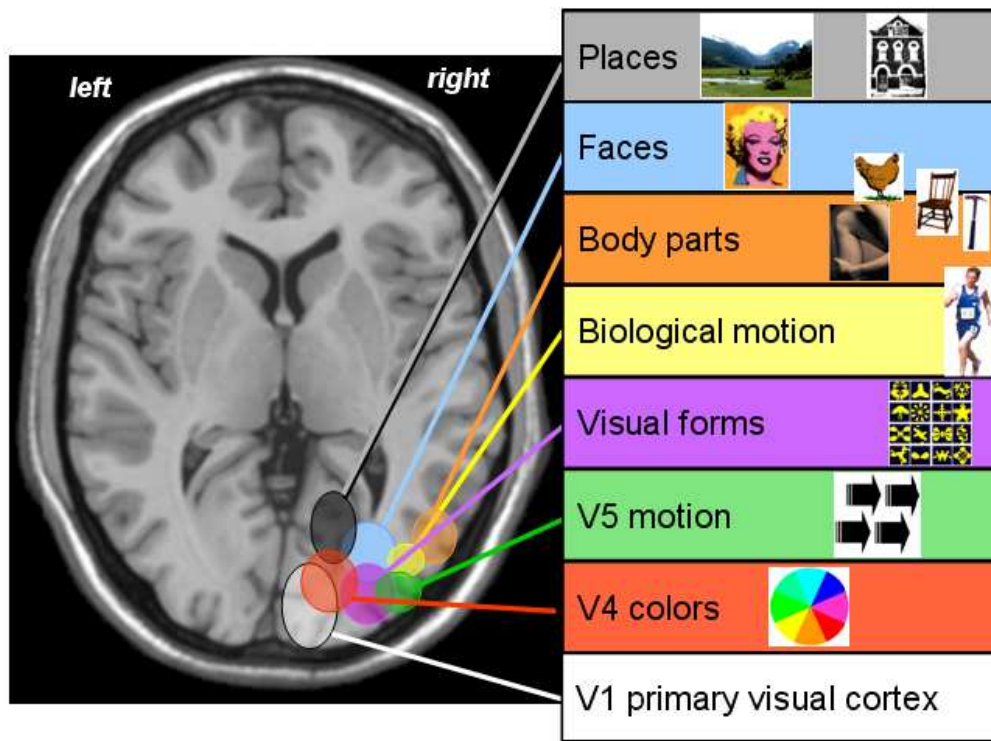 left
right
Places
Faces
Body parts
Biological motion
Visual forms
V5 motion
V4 colors
V1 primary visual cortex